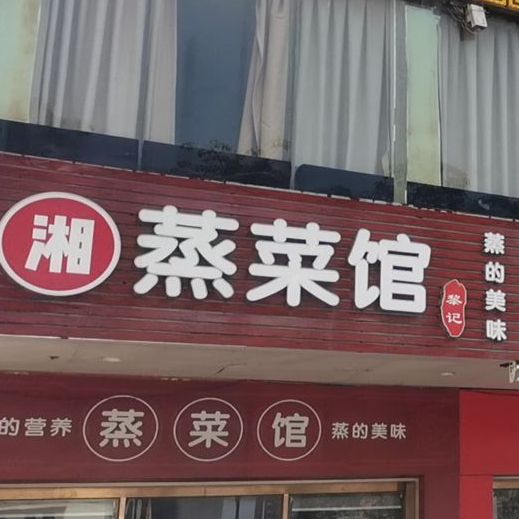 湘 蒸菜馆
黎记
蒸的美味
的营养 蒸菜馆 蒸的美味